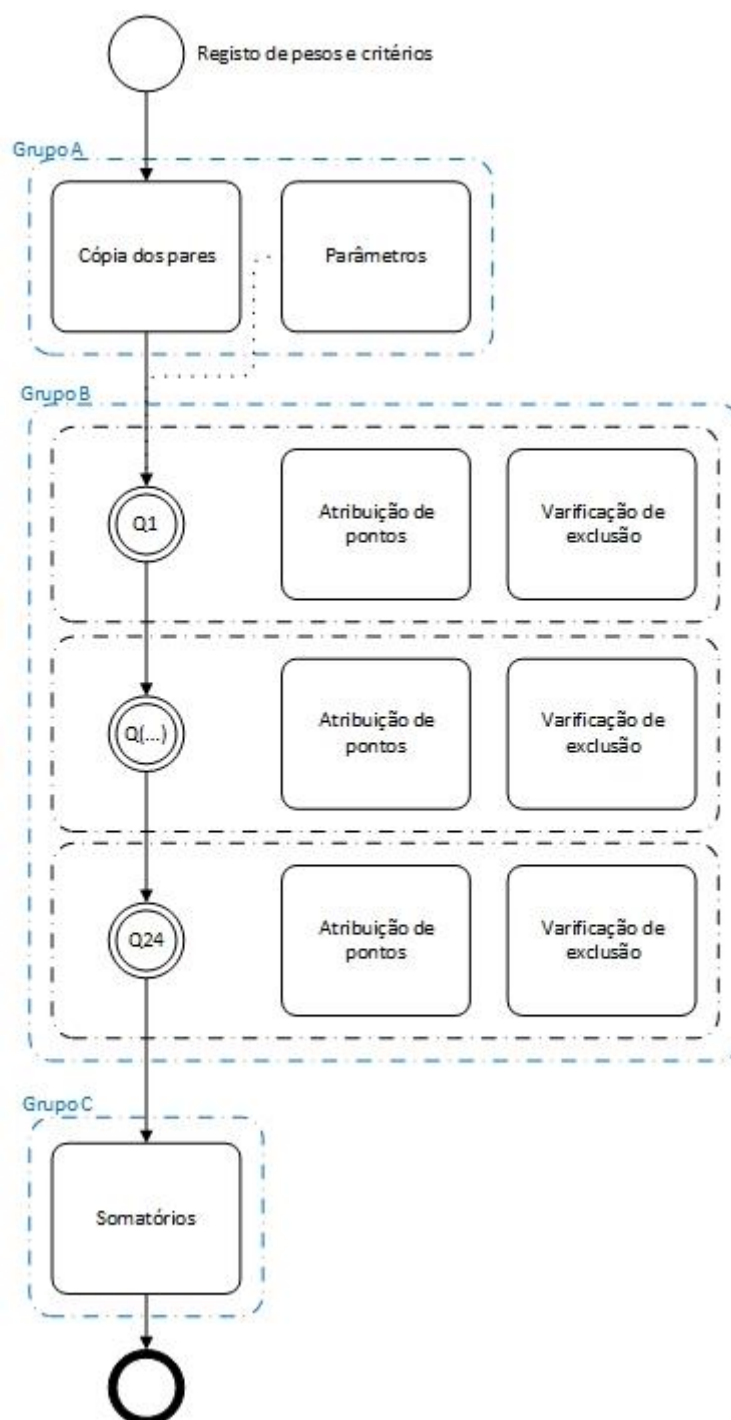 Registo de pesos e critérios
Grupo A
Cópia dos pares
Parâmetros
Grupo B
Q1
Atribuição de
pontos
Varificação de
exclusão
Q(...)
Atribuição de
pontos
Varificação de
exclusão
Q24
Atribuição de
pontos
Varificação de
exclusão
Grupo C
Somatórios